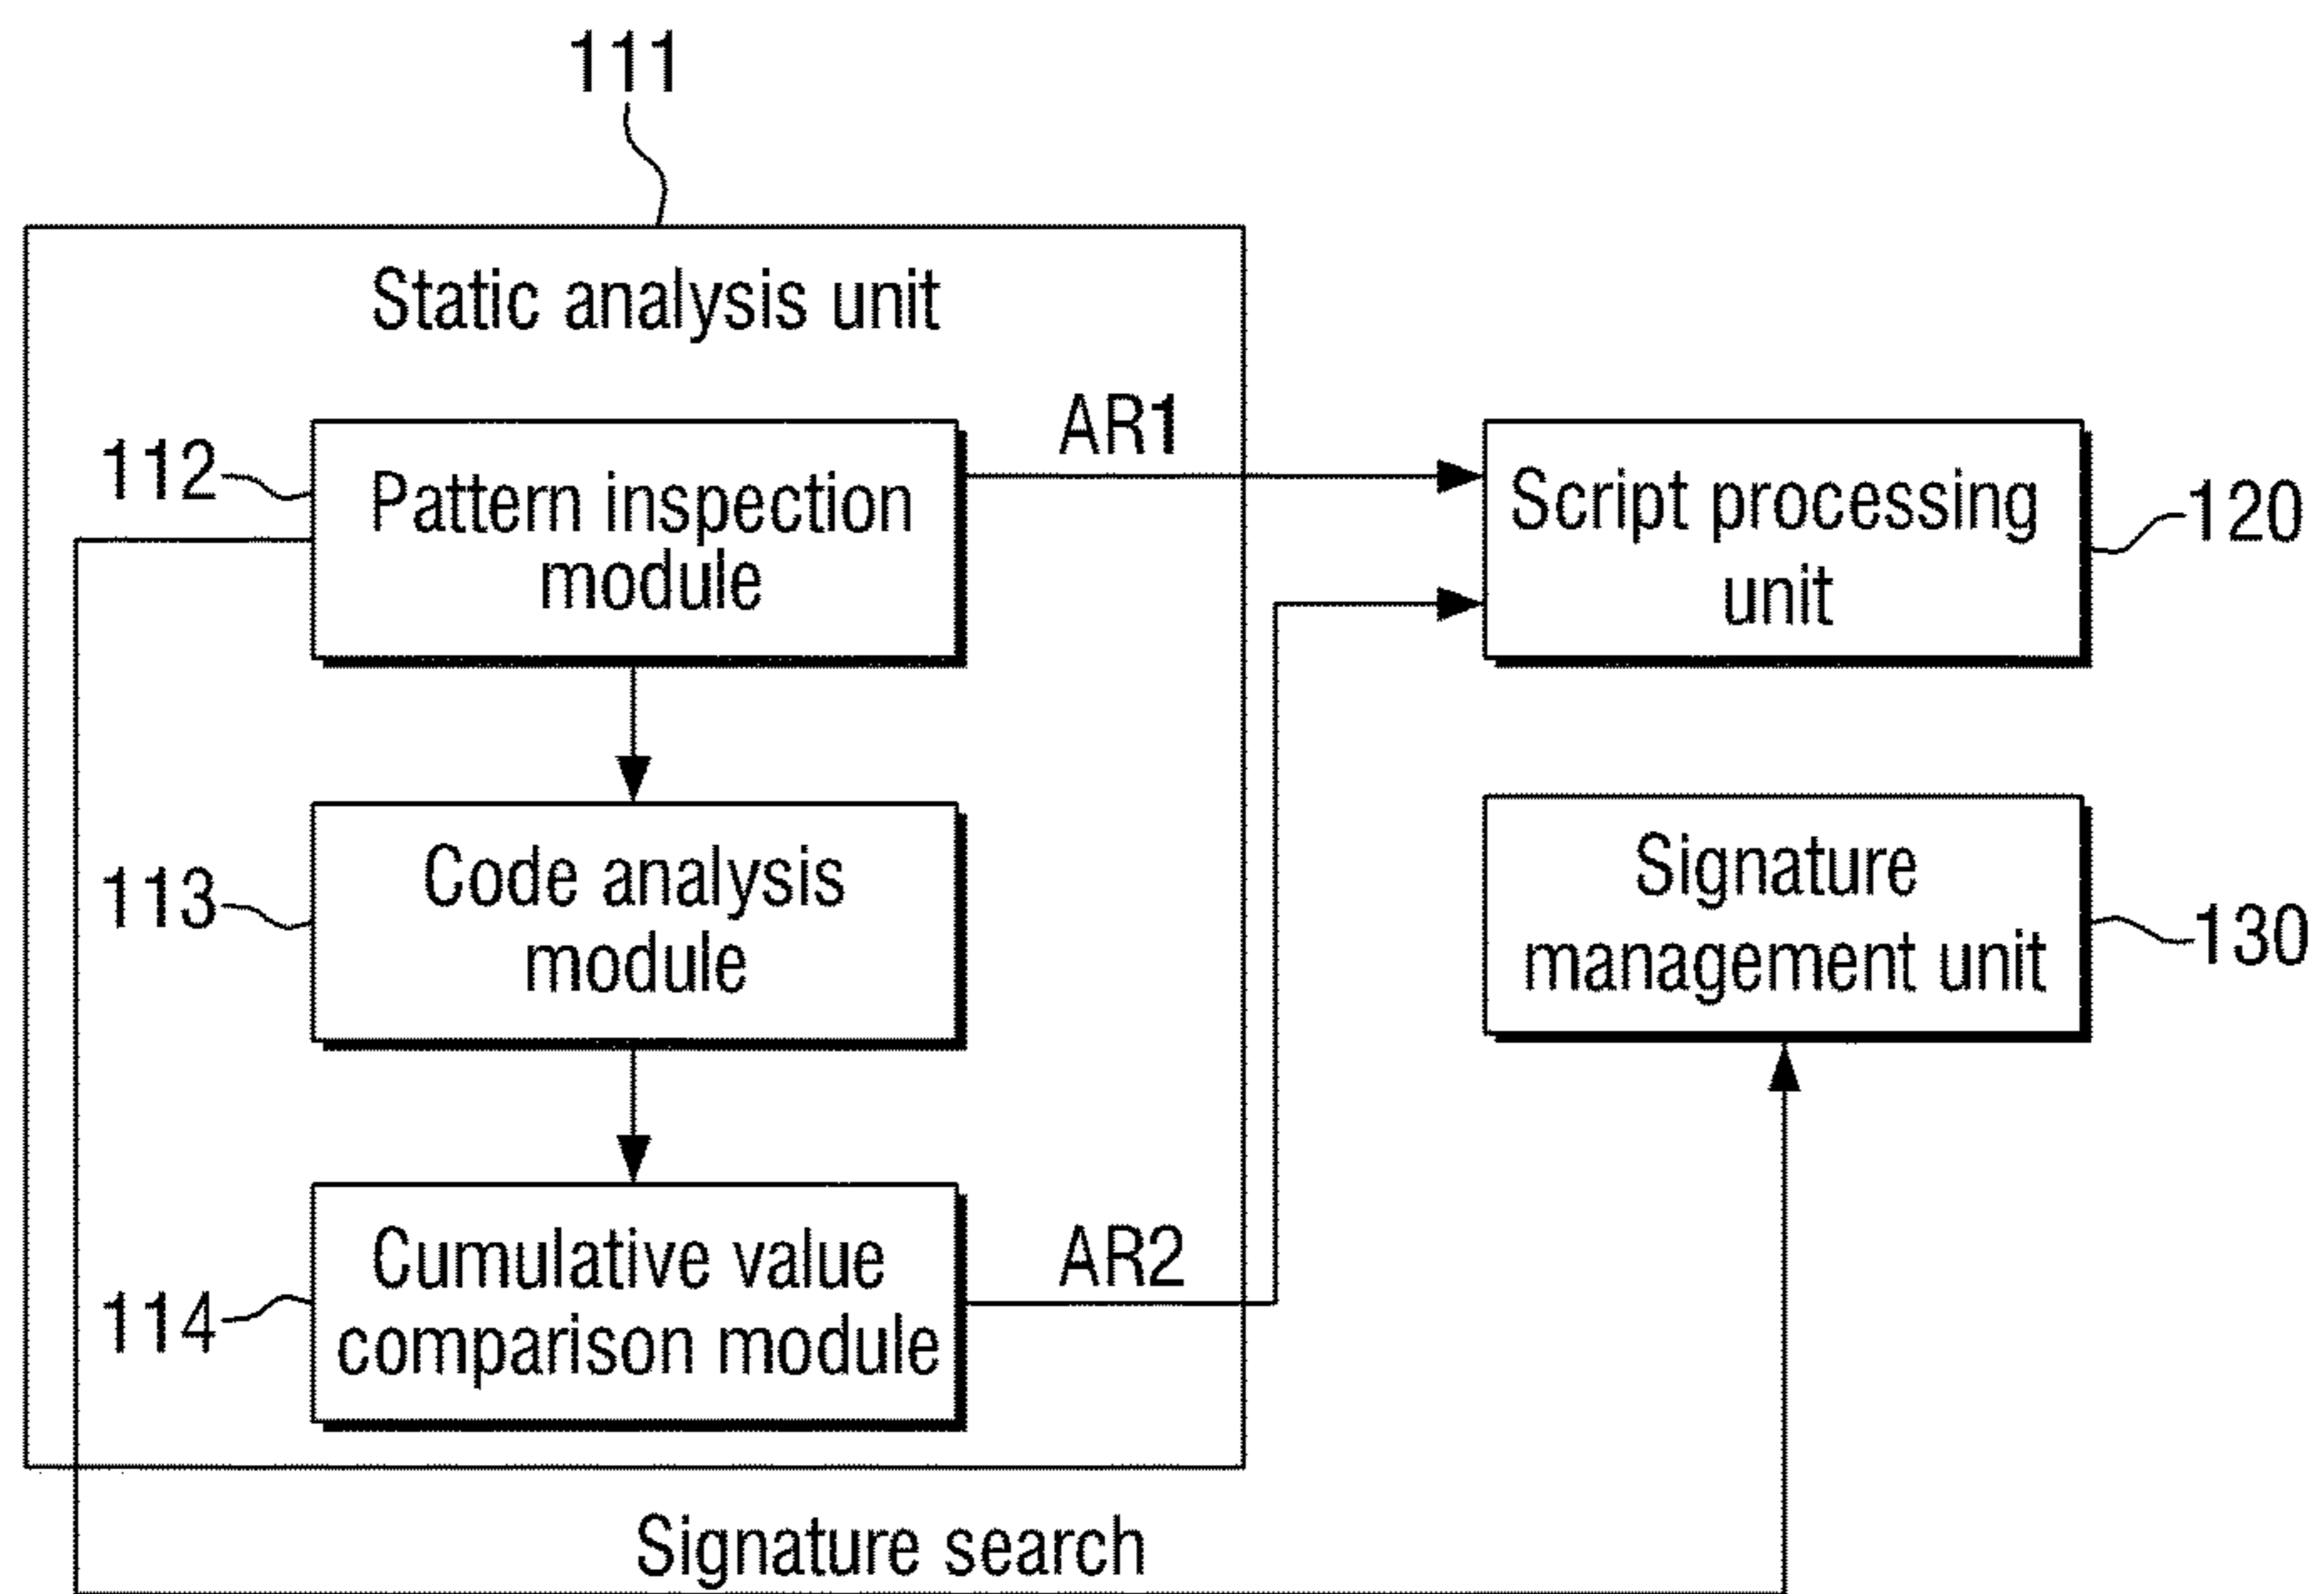 111
Static analysis unit
AR1
112
Pattern inspection
module
Script processing
unit
120
113
Code analysis
module
Signature
management unit
130
114
Cumulative value
comparison module
AR2
Signature search